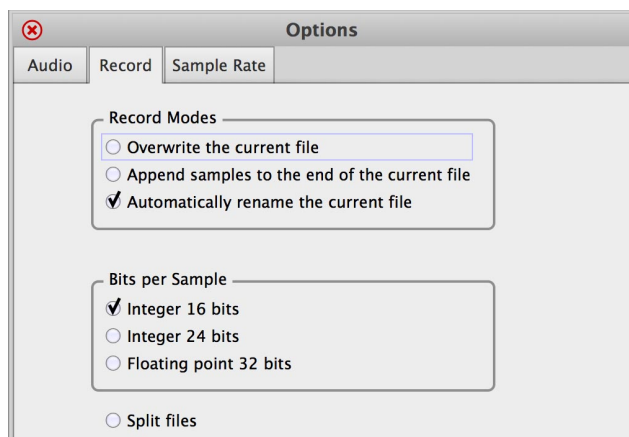 Options
Audio Record Sample Rate
Record Modes
Overwrite the current file
Append samples to the end of the current file
Automatically rename the current file
Bits per Sample
Integer 16 bits
Integer 24 bits
Floating point 32 bits
Split files